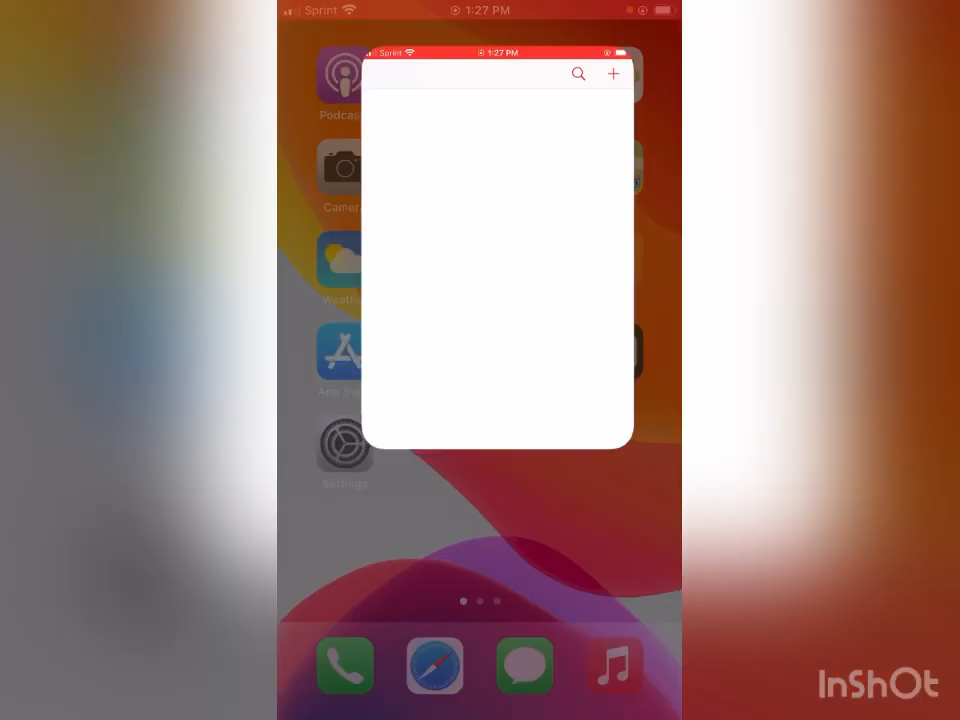 Sprint 1:27 PM
Sprint 1:27 PM
Podcas
Camer
Weath
App S
Settings
InShOt